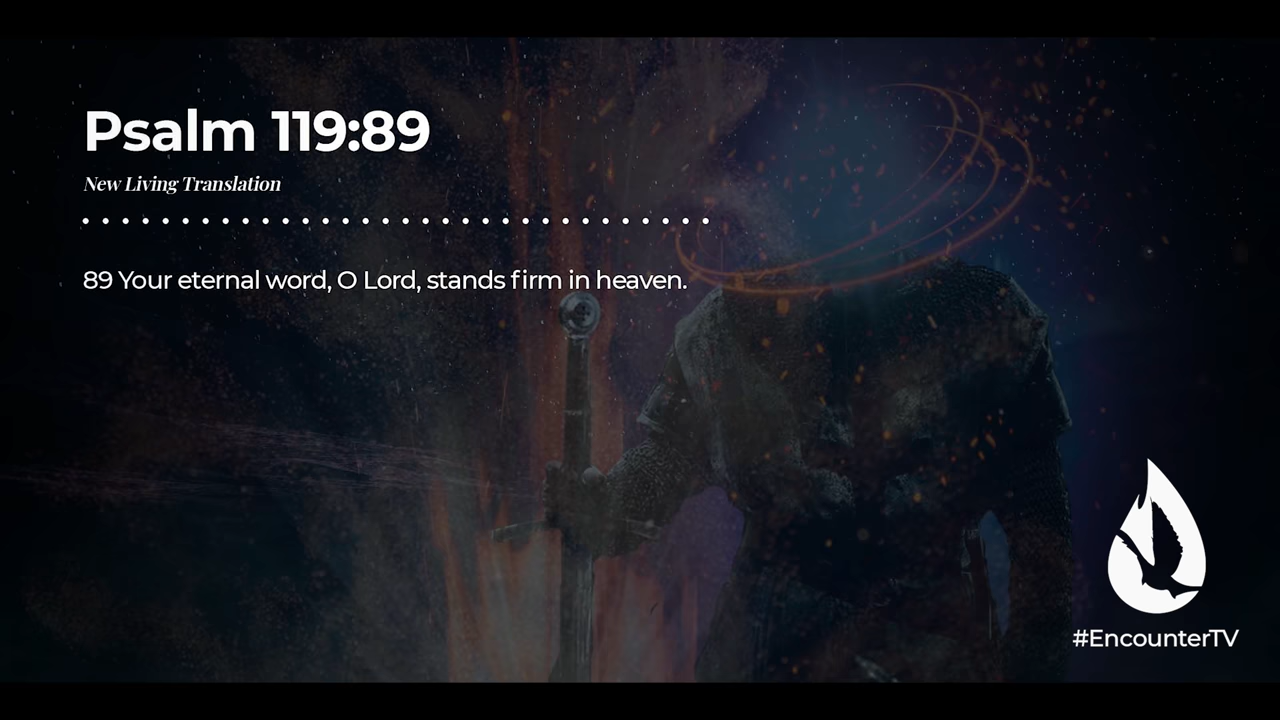 Psalm 119:89
New Living Translation
89 Your eternal word, O Lord, stands firm in heaven.
#EncounterTV